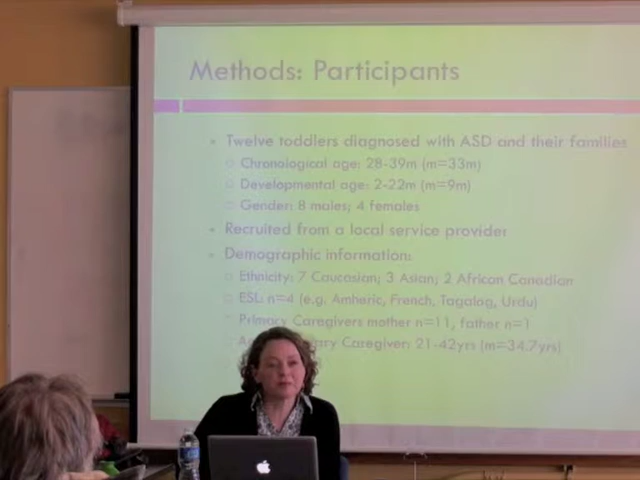 Methods: Participants
Twelve toddlers diagnosed with ASD and their families
Chronological age: 28-39m (m=33m)
Developmental age: 2-22m (m=9m)
Gender: 8 males; 4 females
Recruited from a local service provider
Demographic information:
Ethnicity: 7 Caucasian; 3 Asian; 2 African Canadian
ESL: n=4 (e.g. Amharic, French, Tagalog, Urdu)
Primary Caregivers mother n=11, father n=1
Caregiver: 21-42yrs (m=34.7yrs)